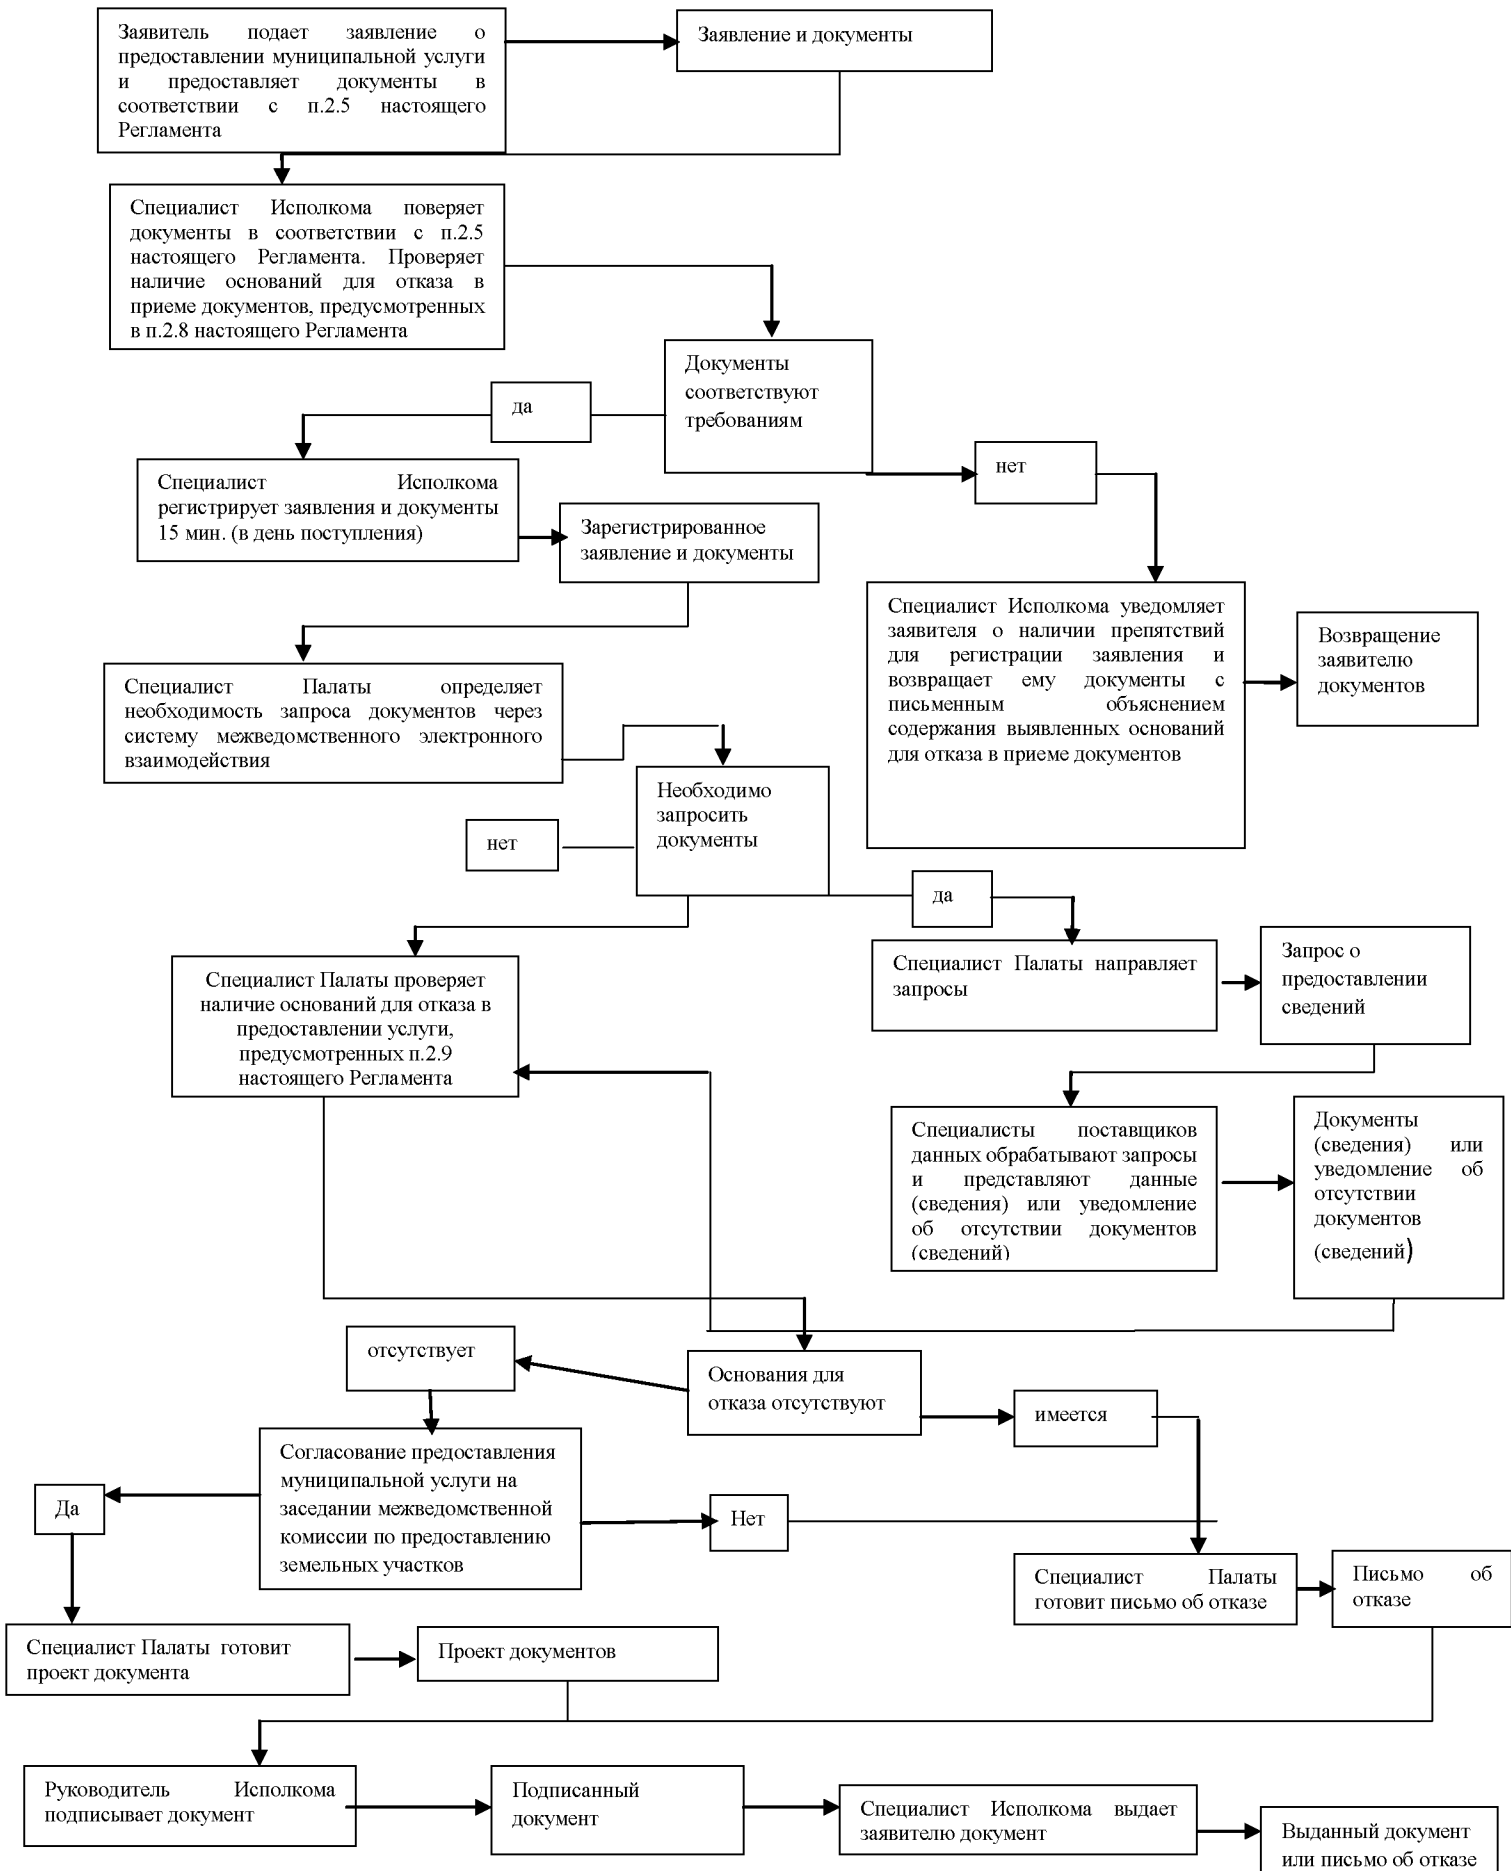 Заявитель подает заявление о
предоставлении муниципальной услуги
и предоставляет документы в
соответствии с п.2.5 настоящего
Регламента
Заявление и документы
Специалист Исполкома поверяет
документы в соответствии с п.2.5
настоящего Регламента. Проверяет
наличие оснований для отказа в
приеме документов, предусмотренных
в п.2.8 настоящего Регламента
Документы
соответствуют
требованиям
да
нет
Специалист Исполкома
регистрирует заявления и документы
15 мин. (в день поступления)
Зарегистрированное
заявление и документы
Специалист Исполкома уведомляет
заявителя о наличии препятствий
для регистрации заявления и
возвращает ему документы с
письменным объяснением
содержания выявленных оснований
для отказа в приеме документов
Возвращение
заявителю
документов
Специалист Палаты определяет
необходимость запроса документов через
систему межведомственного электронного
взаимодействия
Необходимо
запросить
документы
нет
да
Специалист Палаты проверяет
наличие оснований для отказа в
предоставлении услуги,
предусмотренных п.2.9
настоящего Регламента
Специалист Палаты направляет
запросы
Запрос о
предоставлении
сведений
Специалисты поставщиков
данных обрабатывают запросы
и представляют данные
(сведения) или уведомление
об отсутствии документов
(сведений)
Документы
(сведения) или
уведомление об
отсутствии
документов
(сведений)
отсутствует
Основания для
отказа отсутствуют
имеется
Согласование предоставления
муниципальной услуги на
заседании межведомственной
комиссии по предоставлению
земельных участков
Да
Нет
Специалист Палаты
готовит письмо об отказе
Письмо об
отказе
Специалист Палаты готовит
проект документа
Проект документов
Руководитель Исполкома
подписывает документ
Подписанный
документ
Специалист Исполкома выдает
заявителю документ
Выданный документ
или письмо об отказе